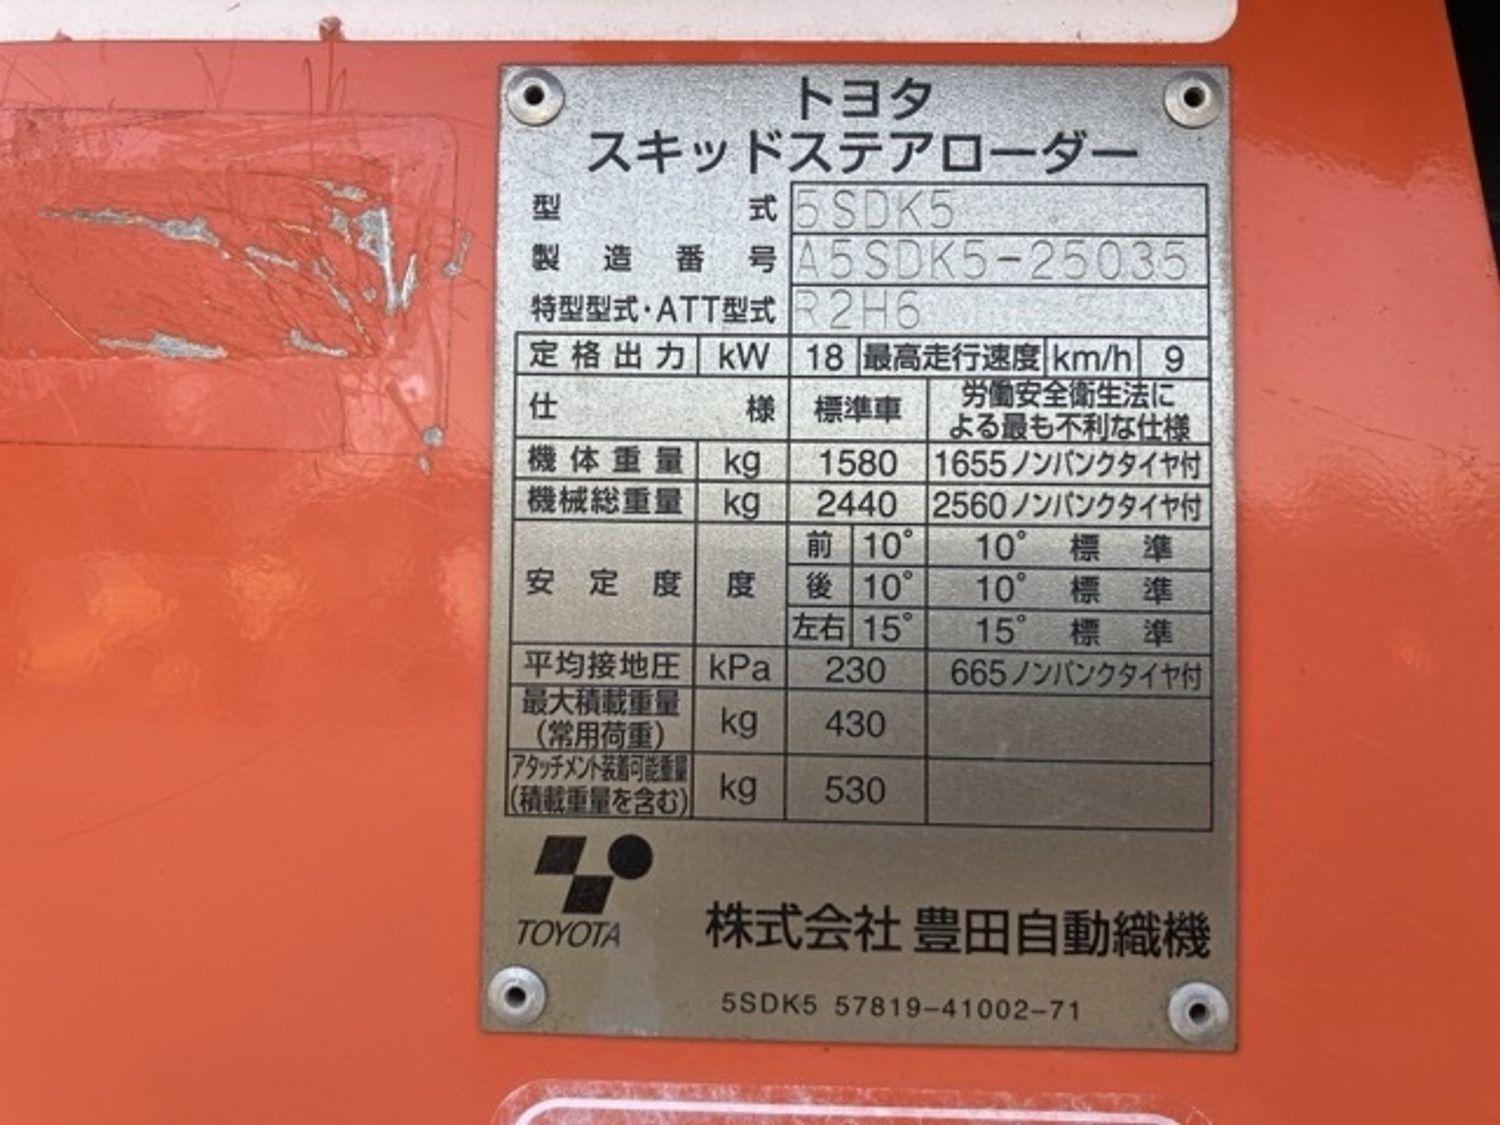 トヨタ
スキッドステアローダー
型式 5SDK5
製造番号 A5SDK5-25035
特型型式・ATT型式 R2H6
定格出力 kW 18 最高走行速度 km/h 9
仕様 標準車 労働安全衛生法に
よる最も不利な仕様
機体重量 kg 1580 1655ノンパンクタイヤ付
機械総重量 kg 2440 2560ノンパンクタイヤ付
前 10° 10° 標準
安定度 度 後 10° 10° 標準
左右 15° 15° 標準
平均接地圧 kPa 230 665ノンパンクタイヤ付
最大積載重量
(常用荷重) kg 430
アタッチメント装着可能重量
(積載重量を含む) kg 530
TOYOTA 株式会社 豊田自動織機
5SDK5 57819-41002-71